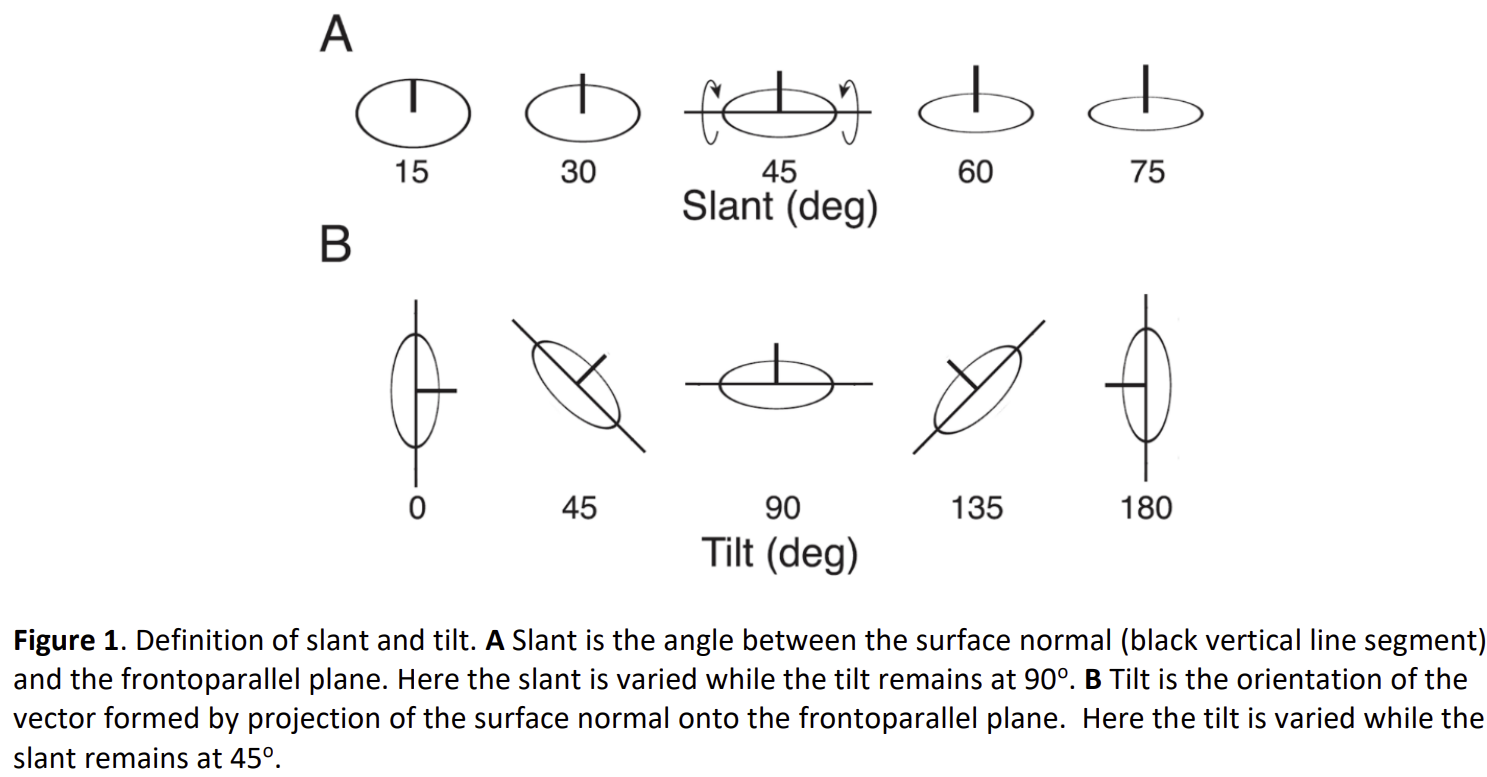 A
15 30 45 60 75
Slant (deg)
B
0 45 90 135 180
Tilt (deg)
Figure 1. Definition of slant and tilt. A Slant is the angle between the surface normal (black vertical line segment)
and the frontoparallel plane. Here the slant is varied while the tilt remains at 90º. B Tilt is the orientation of the
vector formed by projection of the surface normal onto the frontoparallel plane.  Here the tilt is varied while the
slant remains at 45º.